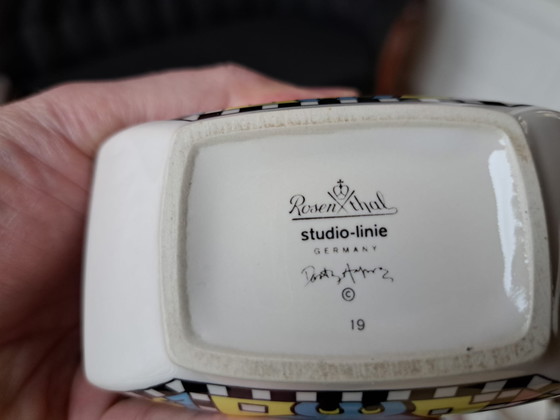 Rosenthal
studio-linie
GERMANY
©
19